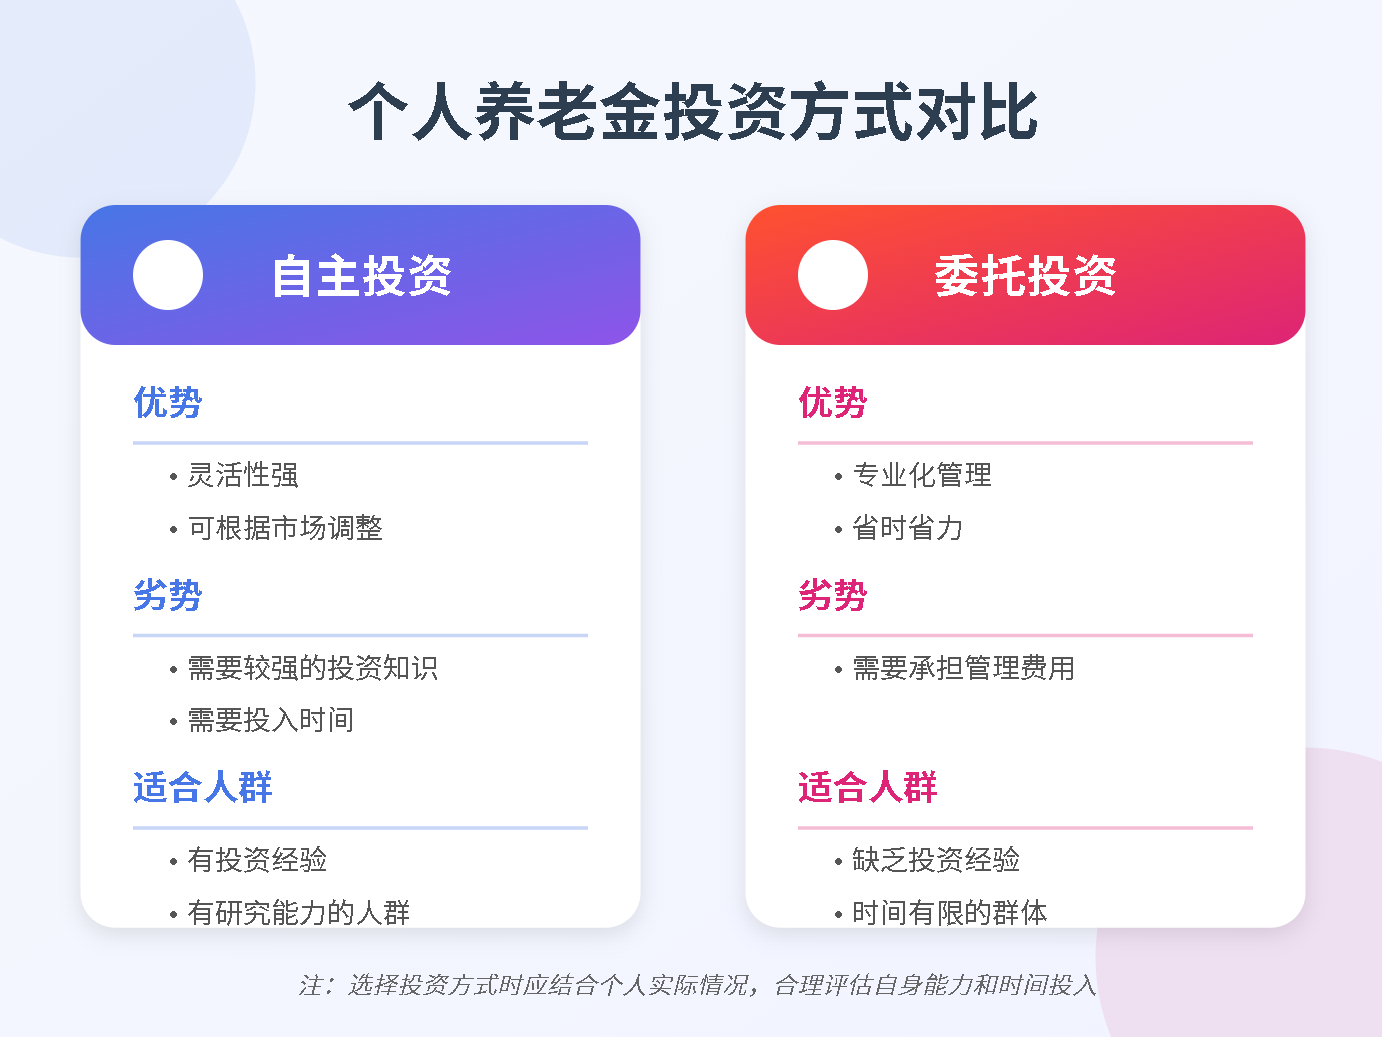 个人养老金投资方式对比
自主投资
优势
• 灵活性强
• 可根据市场调整
劣势
• 需要较强的投资知识
• 需要投入时间
适合人群
• 有投资经验
• 有研究能力的人群
委托投资
优势
• 专业化管理
• 省时省力
劣势
• 需要承担管理费用
适合人群
• 缺乏投资经验
• 时间有限的群体
注：选择投资方式时应结合个人实际情况，合理评估自身能力和时间投入